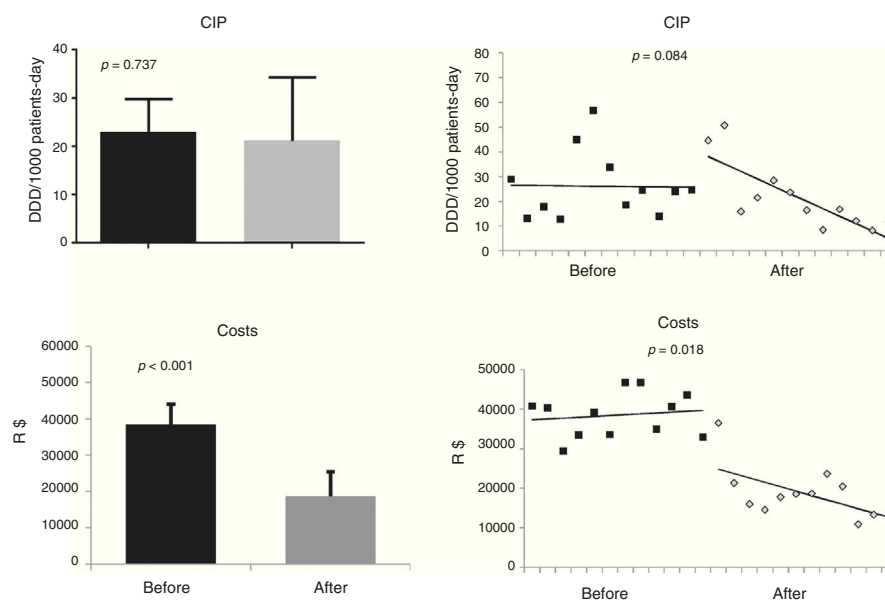 CIP
DDD/1000 patients-day
40
30
20
10
0
p = 0.737
CIP
DDD/1000 patients-day
80
70
60
50
40
30
20
10
0
p = 0.084
Before
After
Costs
R $
60000
50000
40000
30000
20000
10000
0
p < 0.001
Before
After
Costs
R $
50000
40000
30000
20000
10000
0
p = 0.018
Before
After